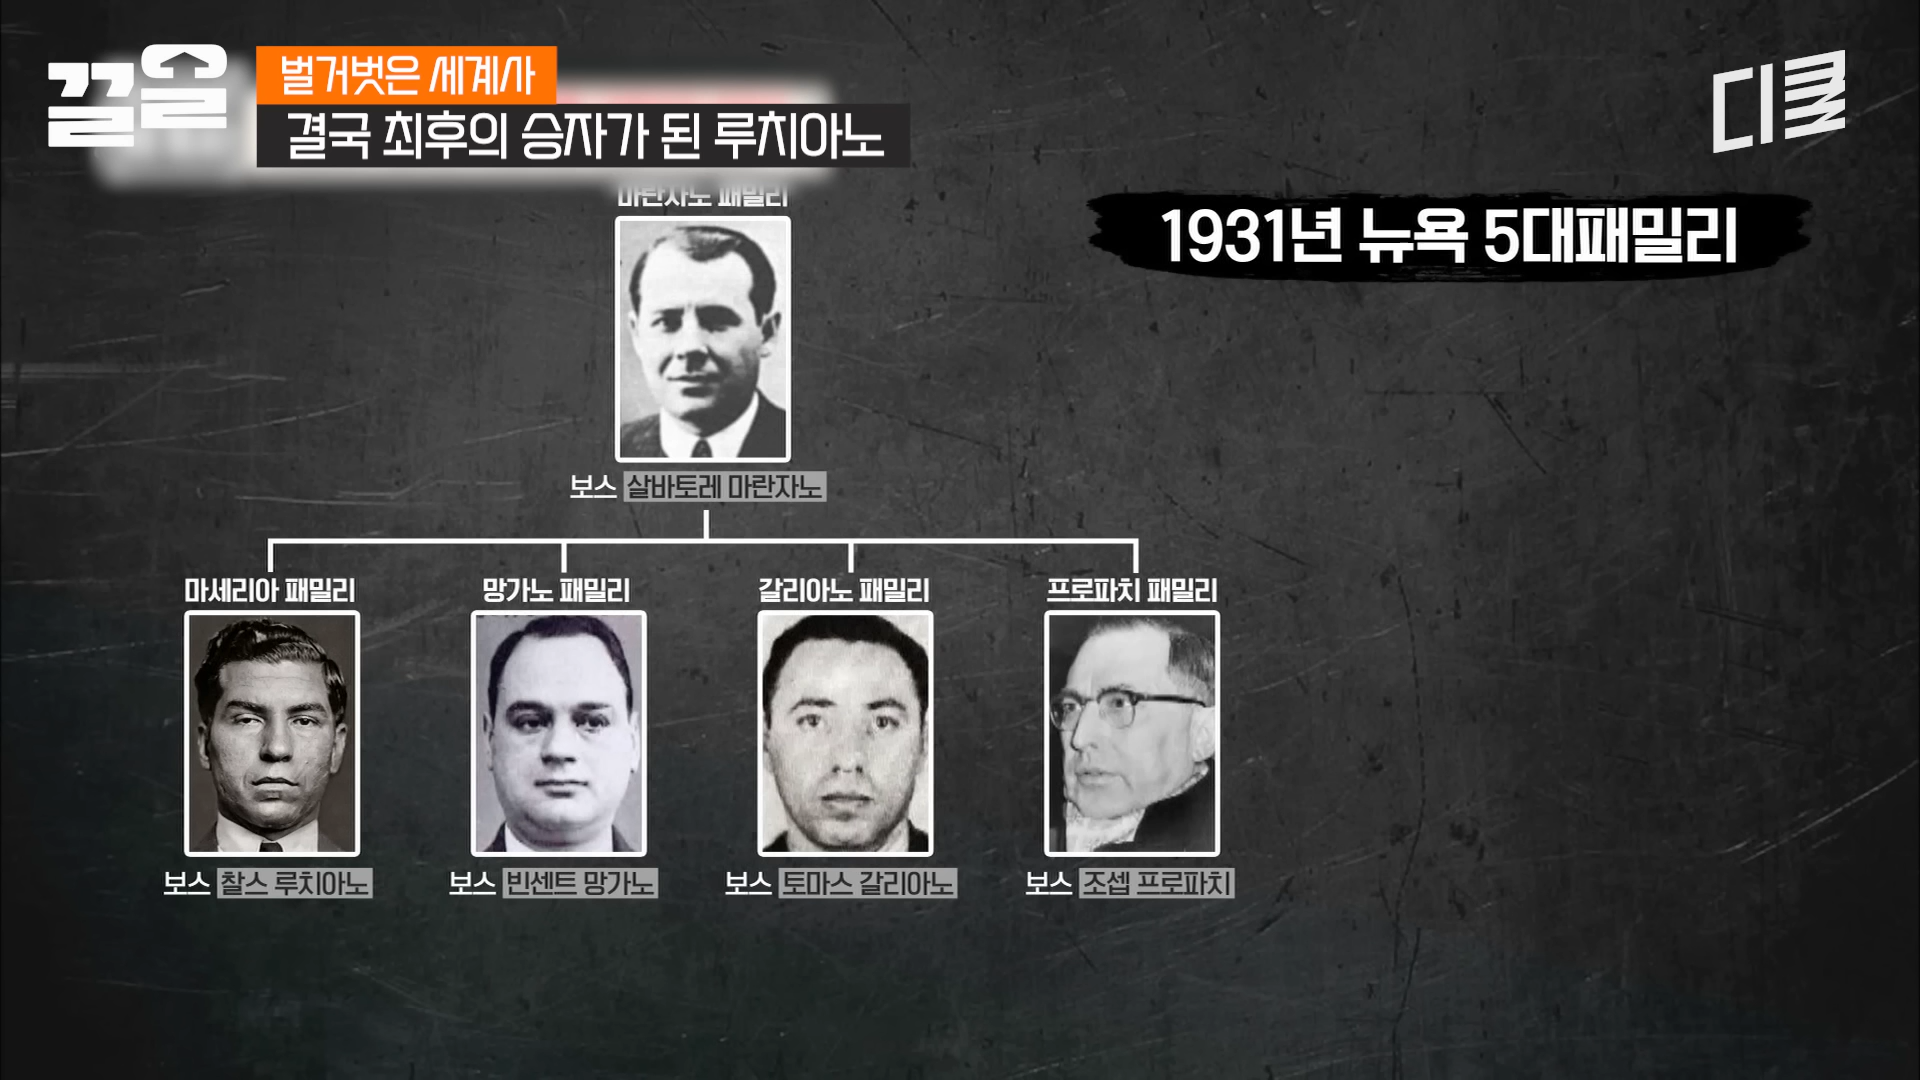 끌올
벌거벗은 세계사
결국 최후의 승자가 된 루치아노
디클
1931년 뉴욕 5대패밀리
마란자노 패밀리
보스 살바토레 마란자노
마세리아 패밀리
망가노 패밀리
갈리아노 패밀리
프로파치 패밀리
보스 찰스 루치아노
보스 빈센트 망가노
보스 토마스 갈리아노
보스 조셉 프로파치